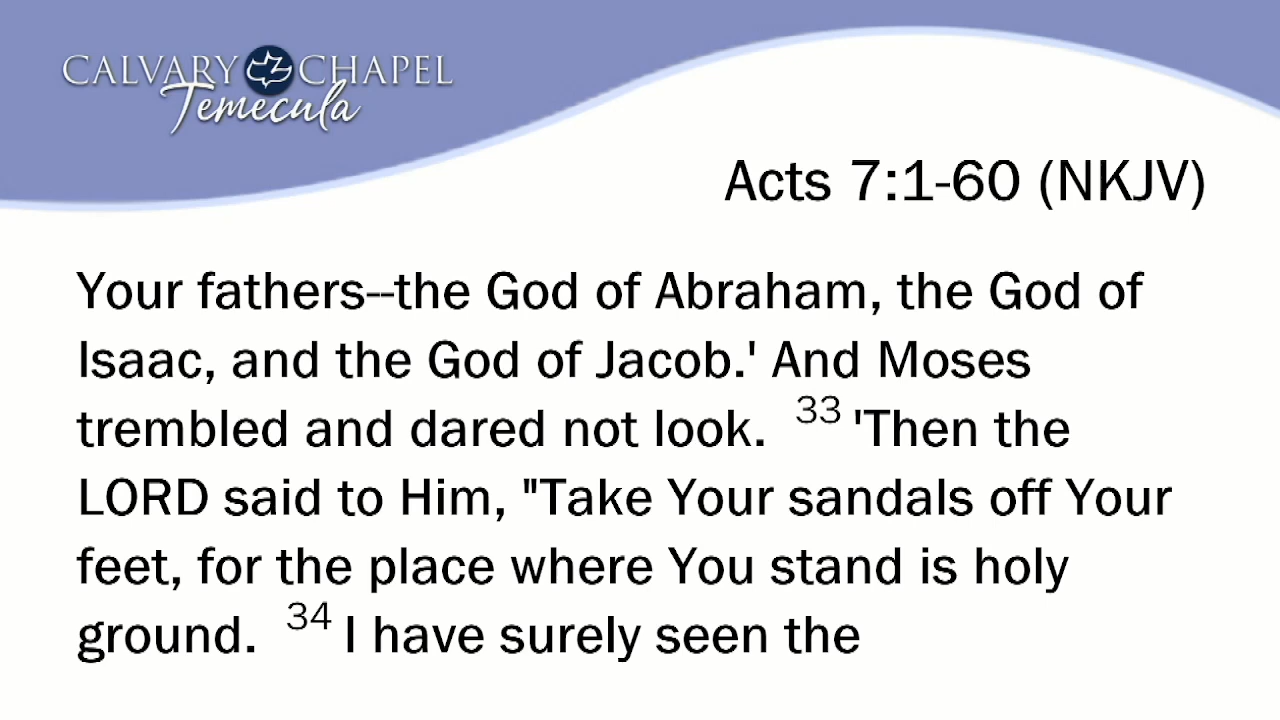 CALVARY CHAPEL
Temecula
Acts 7:1-60 (NKJV)
Your fathers--the God of Abraham, the God of
Isaac, and the God of Jacob.' And Moses
trembled and dared not look. 33 'Then the
LORD said to Him, "Take Your sandals off Your
feet, for the place where You stand is holy
ground. 34 I have surely seen the